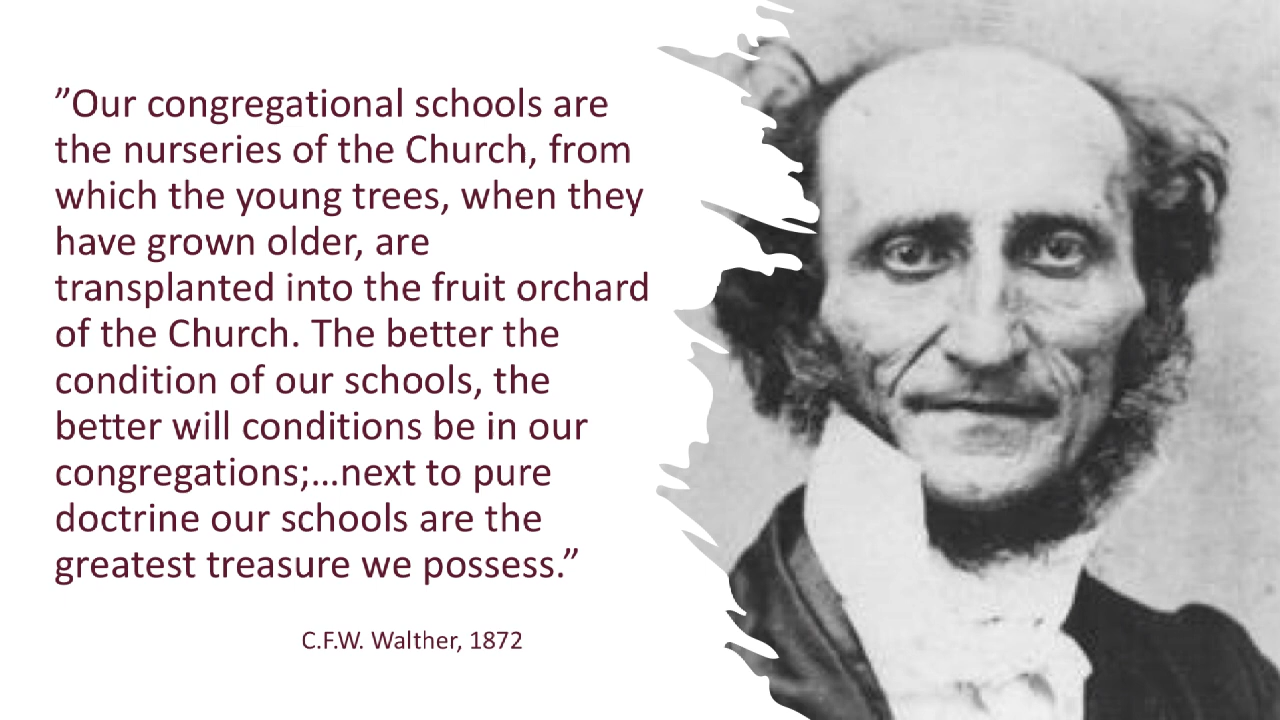 ”Our congregational schools are
the nurseries of the Church, from
which the young trees, when they
have grown older, are
transplanted into the fruit orchard
of the Church. The better the
condition of our schools, the
better will conditions be in our
congregations;…next to pure
doctrine our schools are the
greatest treasure we possess.”
C.F.W. Walther, 1872